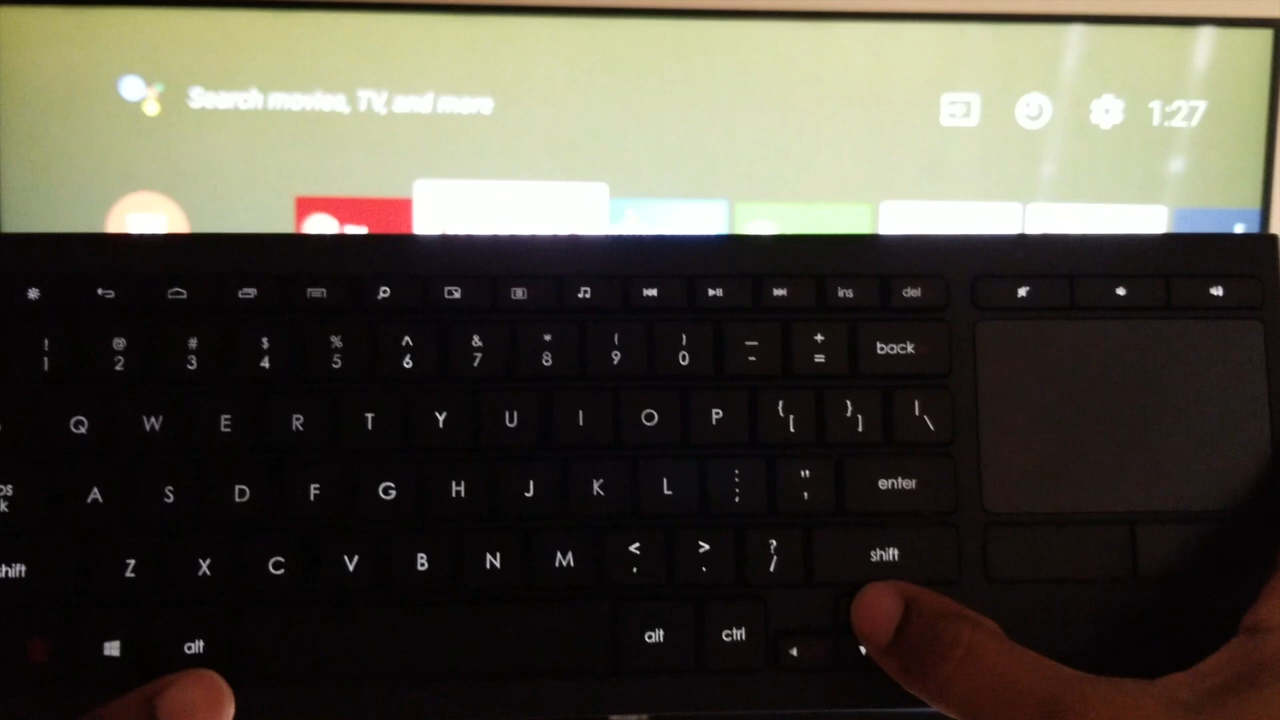 Search movies, TV, and more
1:27
ins del
! @ # $ % ^ & * ( ) — +
1 2 3 4 5 6 7 8 9 0 - = back
Q W E R T Y U I O P { [ } ] | \
A S D F G H J K L : ; " ' enter
shift Z X C V B N M < , > . ? / shift
alt alt ctrl